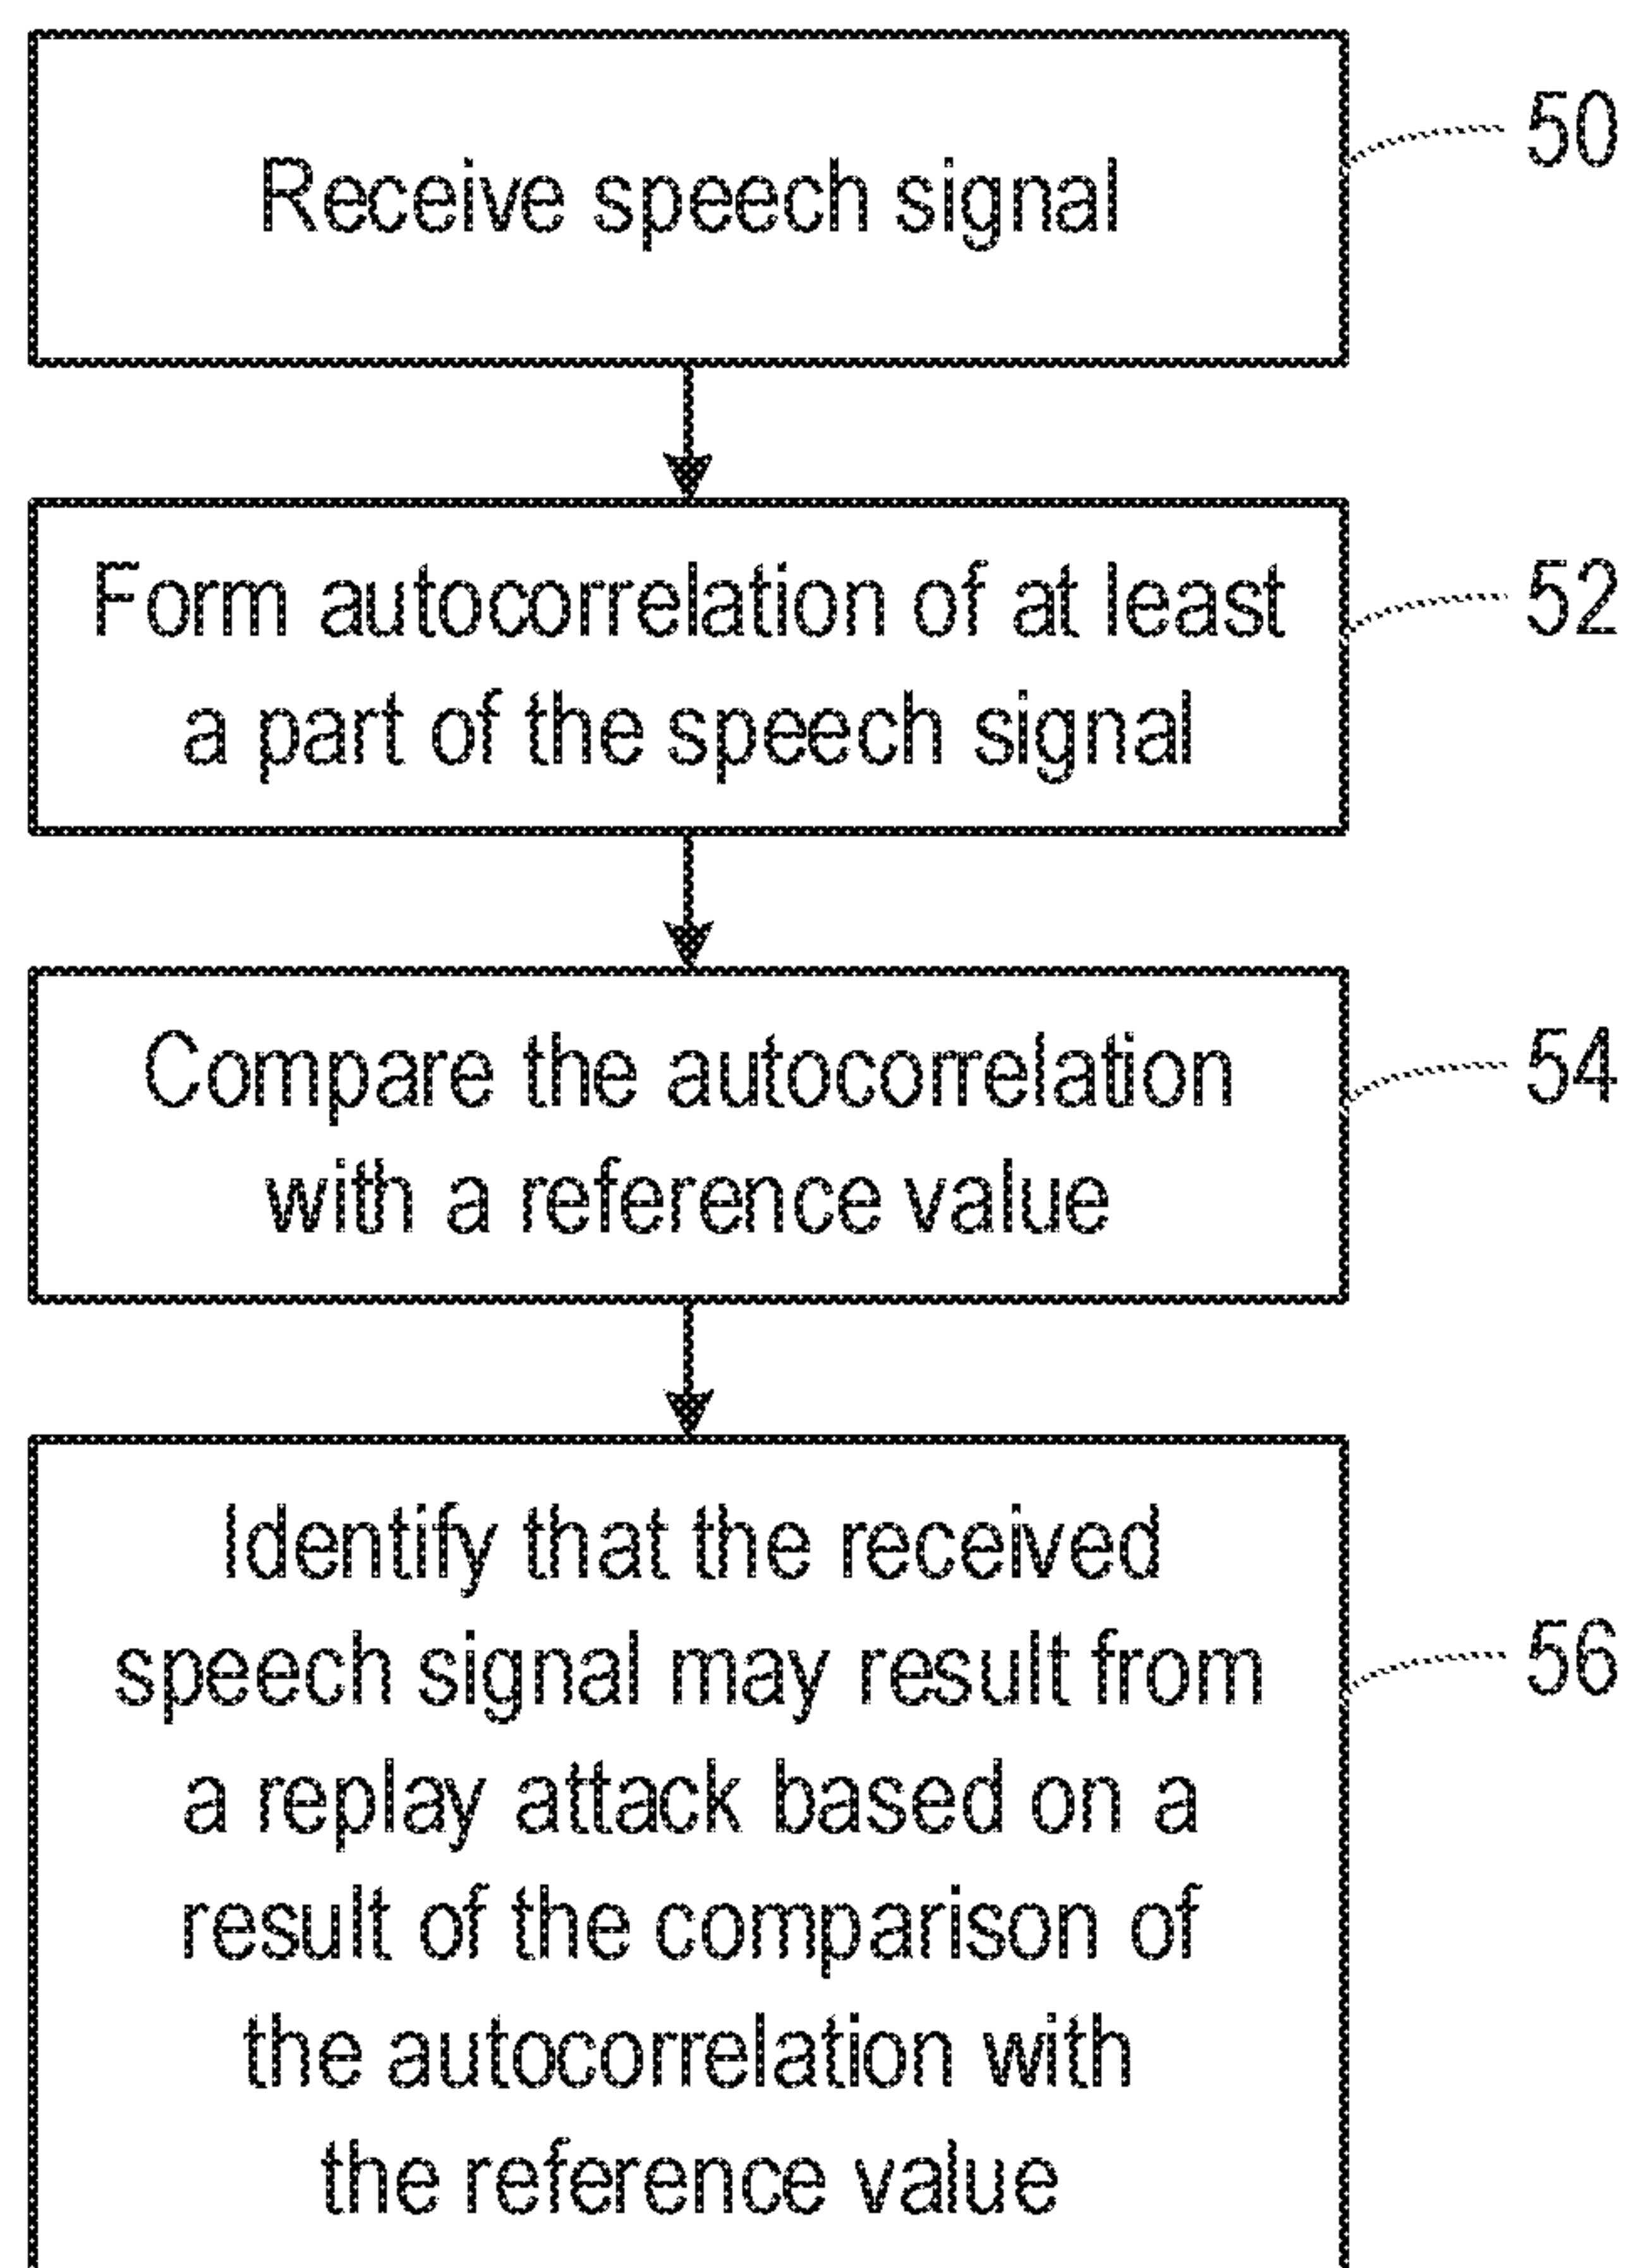 Receive speech signal
50
Form autocorrelation of at least
a part of the speech signal
52
Compare the autocorrelation
with a reference value
54
Identify that the received
speech signal may result from
a replay attack based on a
result of the comparison of
the autocorrelation with
the reference value
56